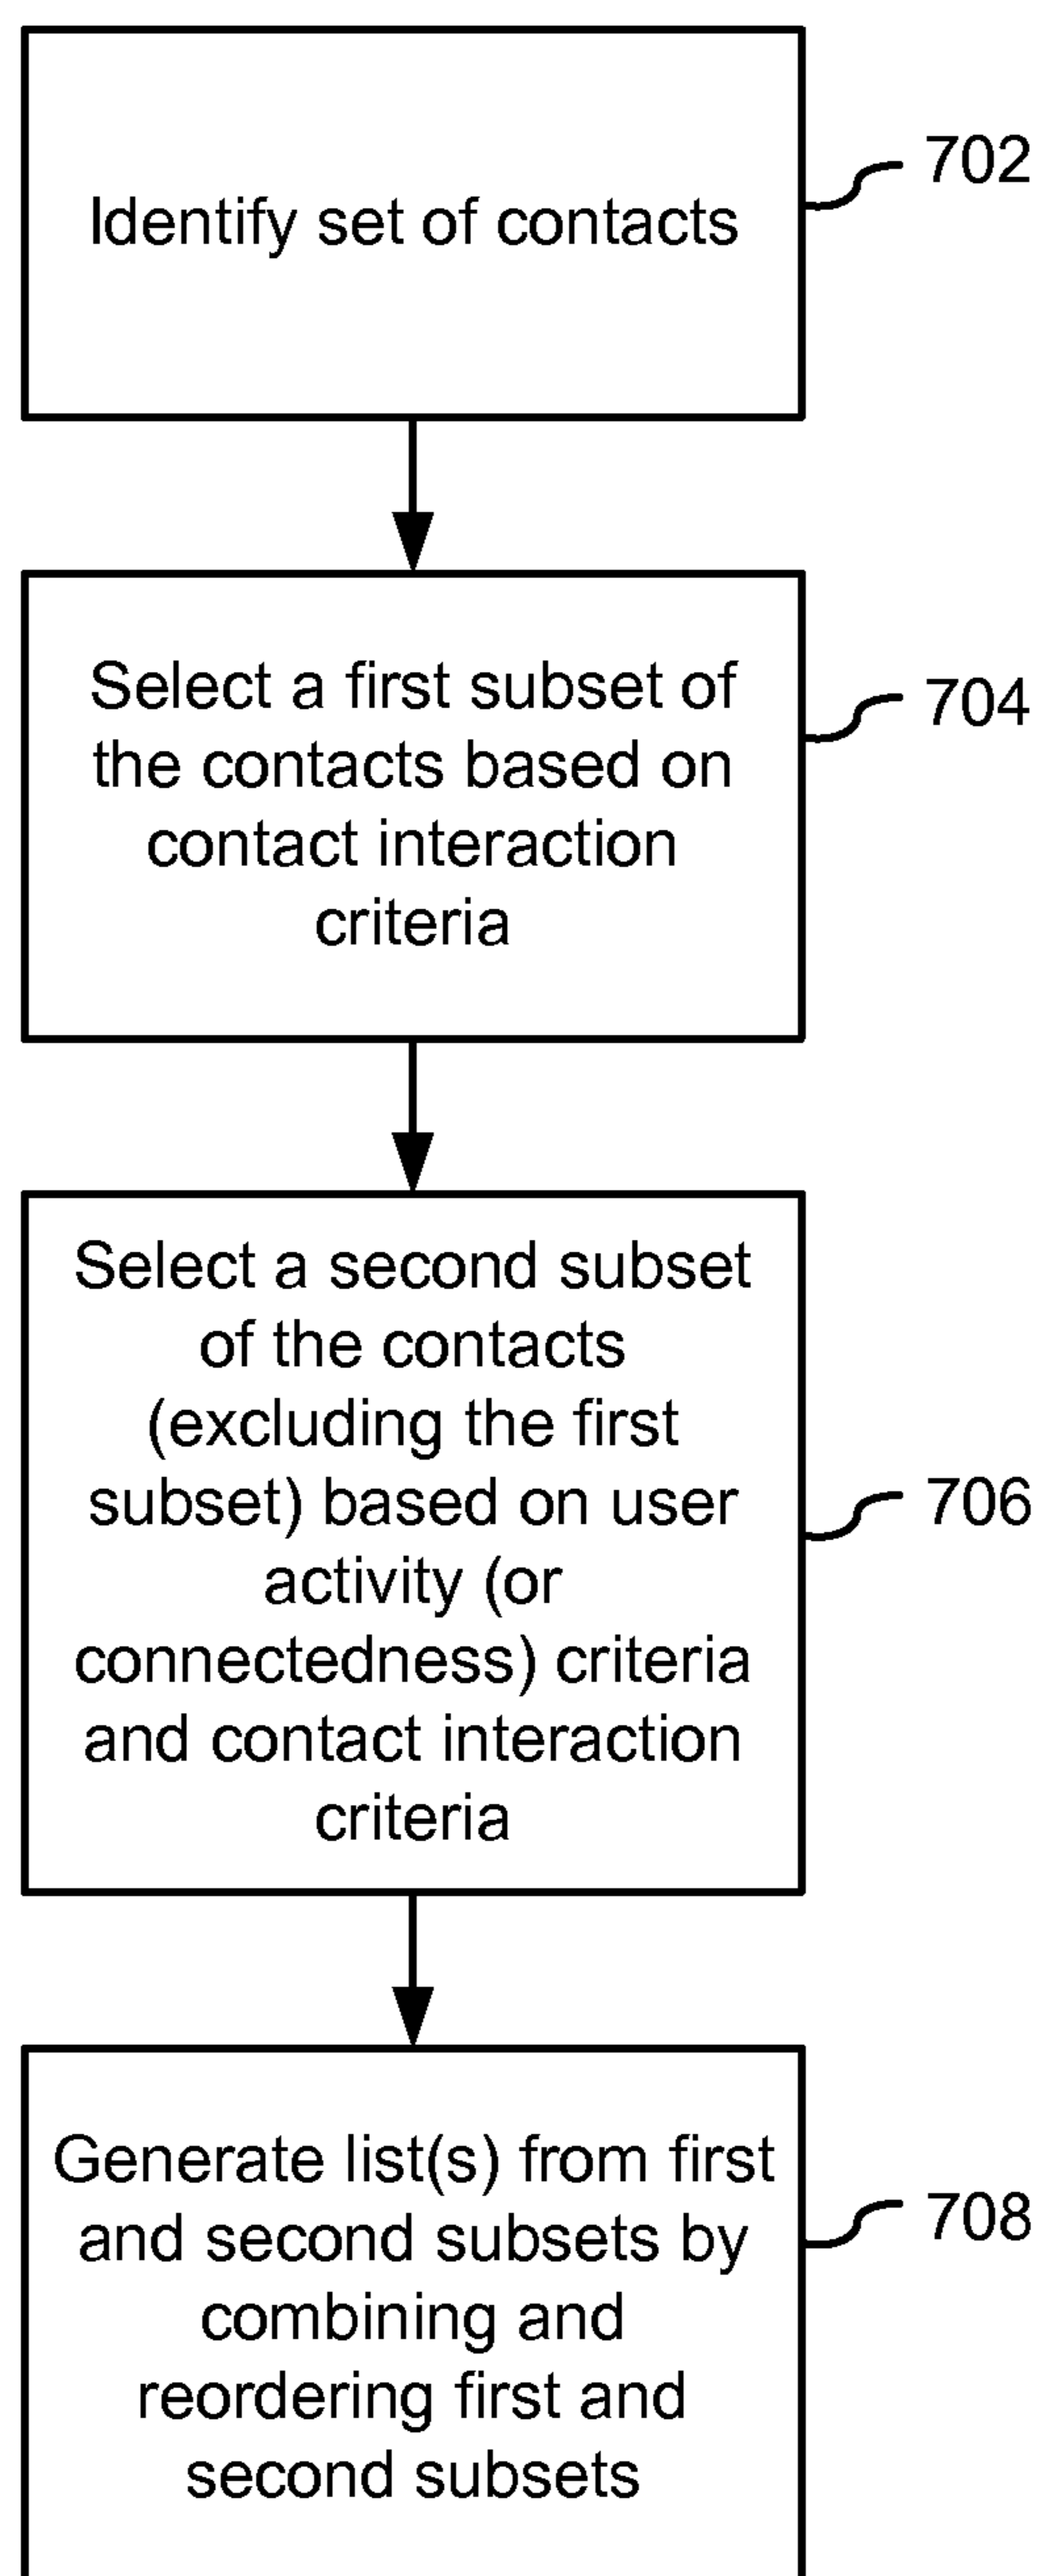 Identify set of contacts
702
Select a first subset of
the contacts based on
contact interaction
criteria
704
Select a second subset
of the contacts
(excluding the first
subset) based on user
activity (or
connectedness) criteria
and contact interaction
criteria
706
Generate list(s) from first
and second subsets by
combining and
reordering first and
second subsets
708